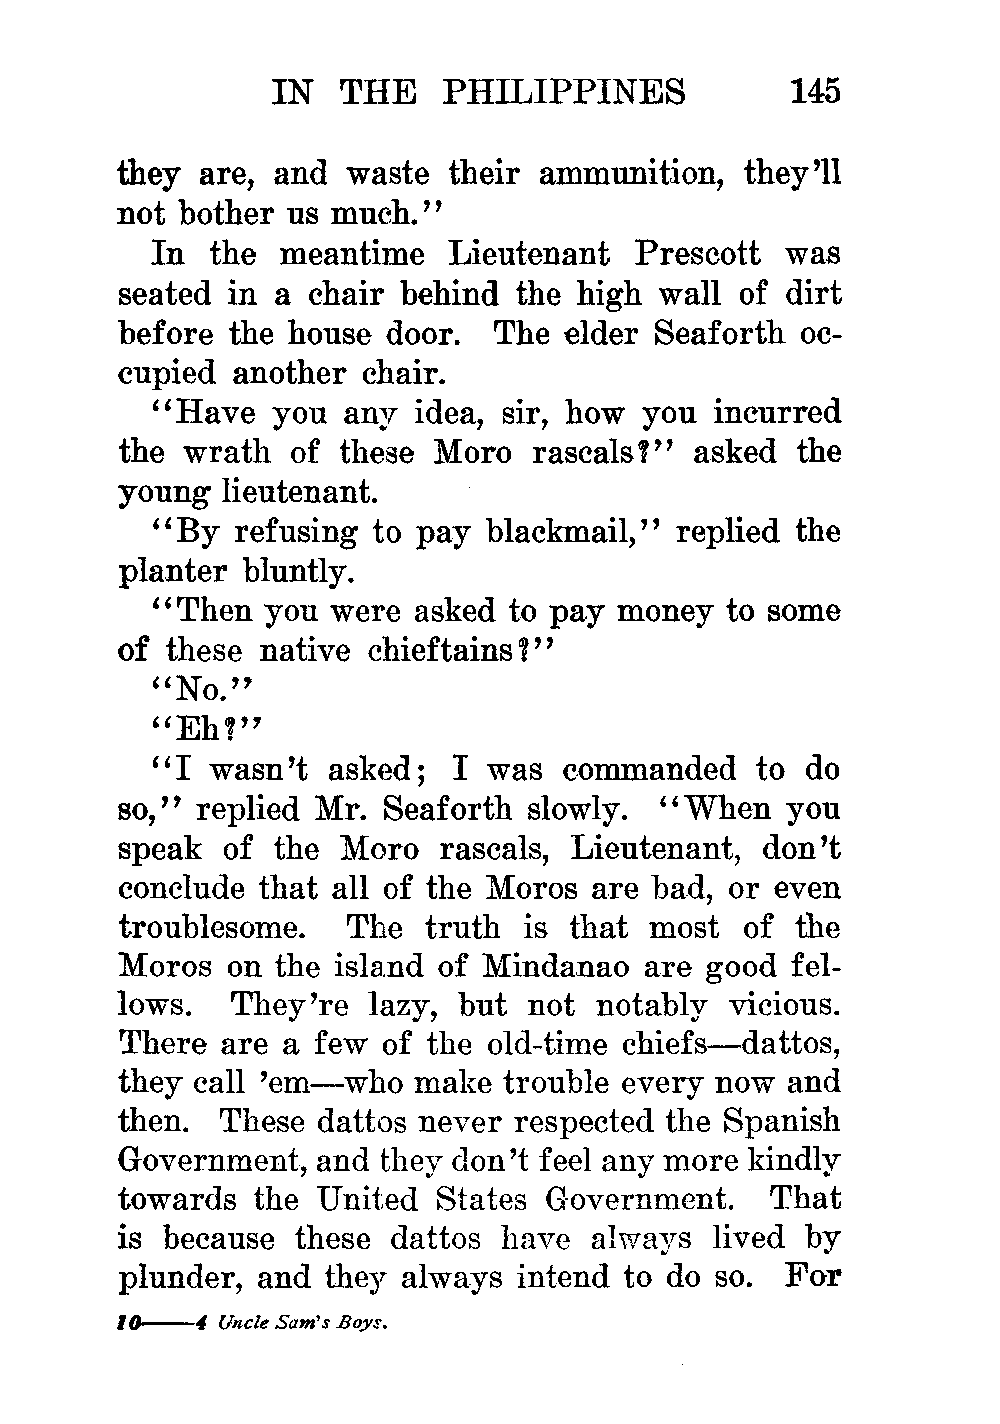 IN THE PHILIPPINES 145
they are, and waste their ammunition, they'll
not bother us much."
In the meantime Lieutenant Prescott was
seated in a chair behind the high wall of dirt
before the house door. The elder Seaforth oc-
cupied another chair.
"Have you any idea, sir, how you incurred
the wrath of these Moro rascals?" asked the
young lieutenant.
"By refusing to pay blackmail," replied the
planter bluntly.
"Then you were asked to pay money to some
of these native chieftains?"
"No."
"Eh?"
"I wasn't asked; I was commanded to do
so," replied Mr. Seaforth slowly. "When you
speak of the Moro rascals, Lieutenant, don't
conclude that all of the Moros are bad, or even
troublesome. The truth is that most of the
Moros on the island of Mindanao are good fel-
lows. They're lazy, but not notably vicious.
There are a few of the old-time chiefs—dattos,
they call 'em—who make trouble every now and
then. These dattos never respected the Spanish
Government, and they don't feel any more kindly
towards the United States Government. That
is because these dattos have always lived by
plunder, and they always intend to do so. For
10—4 Uncle Sam's Boys.